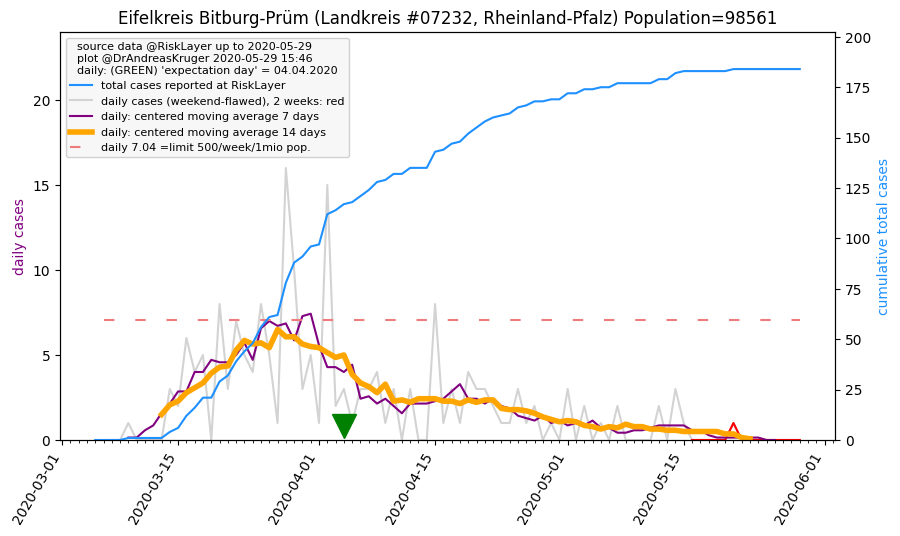 Eifelkreis Bitburg-Prüm (Landkreis #07232, Rheinland-Pfalz) Population=98561
source data @RiskLayer up to 2020-05-29
plot @DrAndreasKruger 2020-05-29 15:46
daily: (GREEN) 'expectation day' = 04.04.2020
total cases reported at RiskLayer
daily cases (weekend-flawed), 2 weeks: red
daily: centered moving average 7 days
daily: centered moving average 14 days
daily 7.04 =limit 500/week/1mio pop.
daily cases
0
5
10
15
20
cumulative total cases
0
25
50
75
100
125
150
175
200
2020-03-01
2020-03-15
2020-04-01
2020-04-15
2020-05-01
2020-05-15
2020-06-01